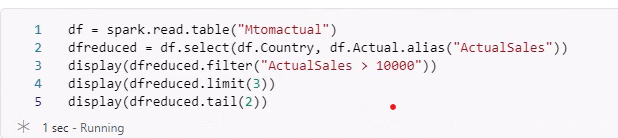 1 df = spark.read.table("Mtomactual")
2 dfreduced = df.select(df.Country, df.Actual.alias("ActualSales"))
3 display(dfreduced.filter("ActualSales > 10000"))
4 display(dfreduced.limit(3))
5 display(dfreduced.tail(2))
1 sec - Running